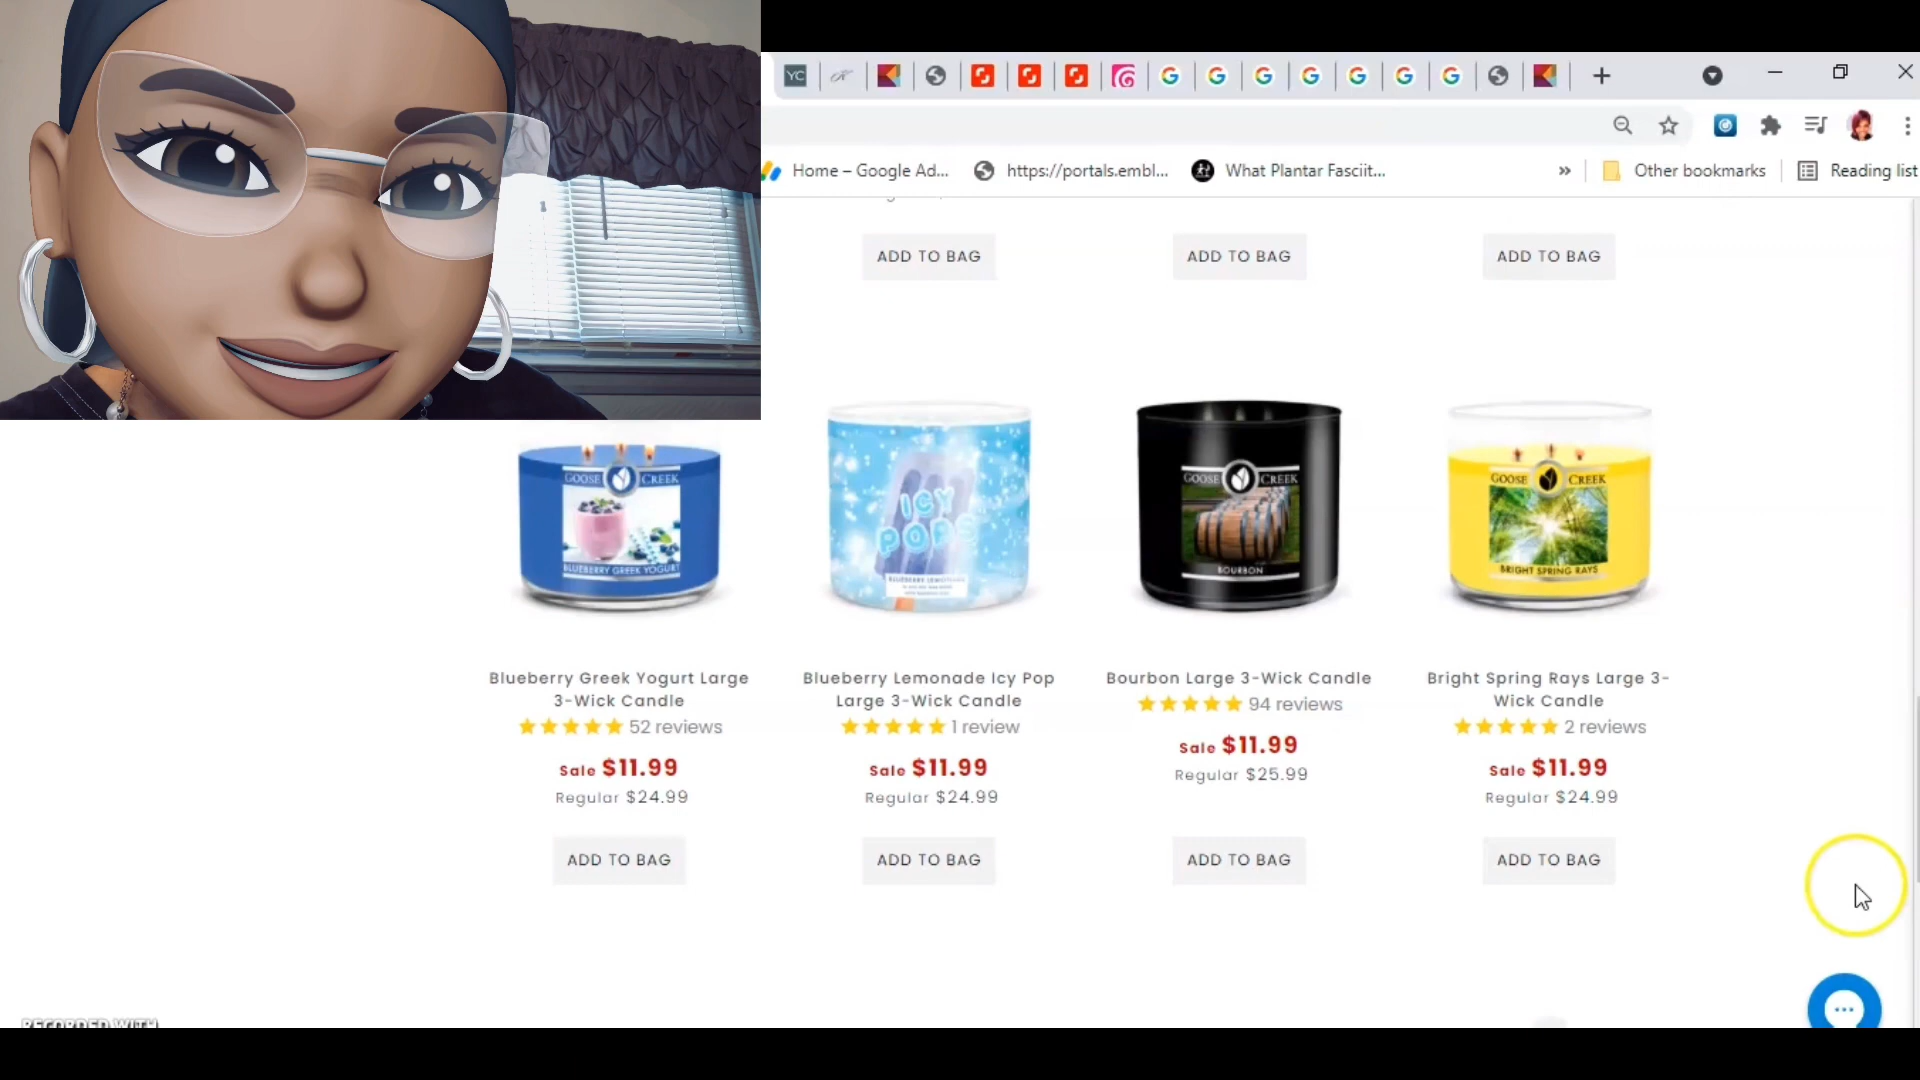 YC
Home – Google Ad...
https://portals.embl...
What Plantar Fasciit...
»
Other bookmarks
Reading list
ADD TO BAG
ADD TO BAG
ADD TO BAG
GOOSE CREEK
BLUEBERRY GREEK YOGURT
ICY
POPS
BLUEBERRY LEMONADE
GOOSE CREEK
BOURBON
GOOSE CREEK
BRIGHT SPRING RAYS
Blueberry Greek Yogurt Large
3-Wick Candle
52 reviews
Sale $11.99
Regular $24.99
ADD TO BAG
Blueberry Lemonade Icy Pop
Large 3-Wick Candle
1 review
Sale $11.99
Regular $24.99
ADD TO BAG
Bourbon Large 3-Wick Candle
94 reviews
Sale $11.99
Regular $25.99
ADD TO BAG
Bright Spring Rays Large 3-
Wick Candle
2 reviews
Sale $11.99
Regular $24.99
ADD TO BAG
RECORDED WITH